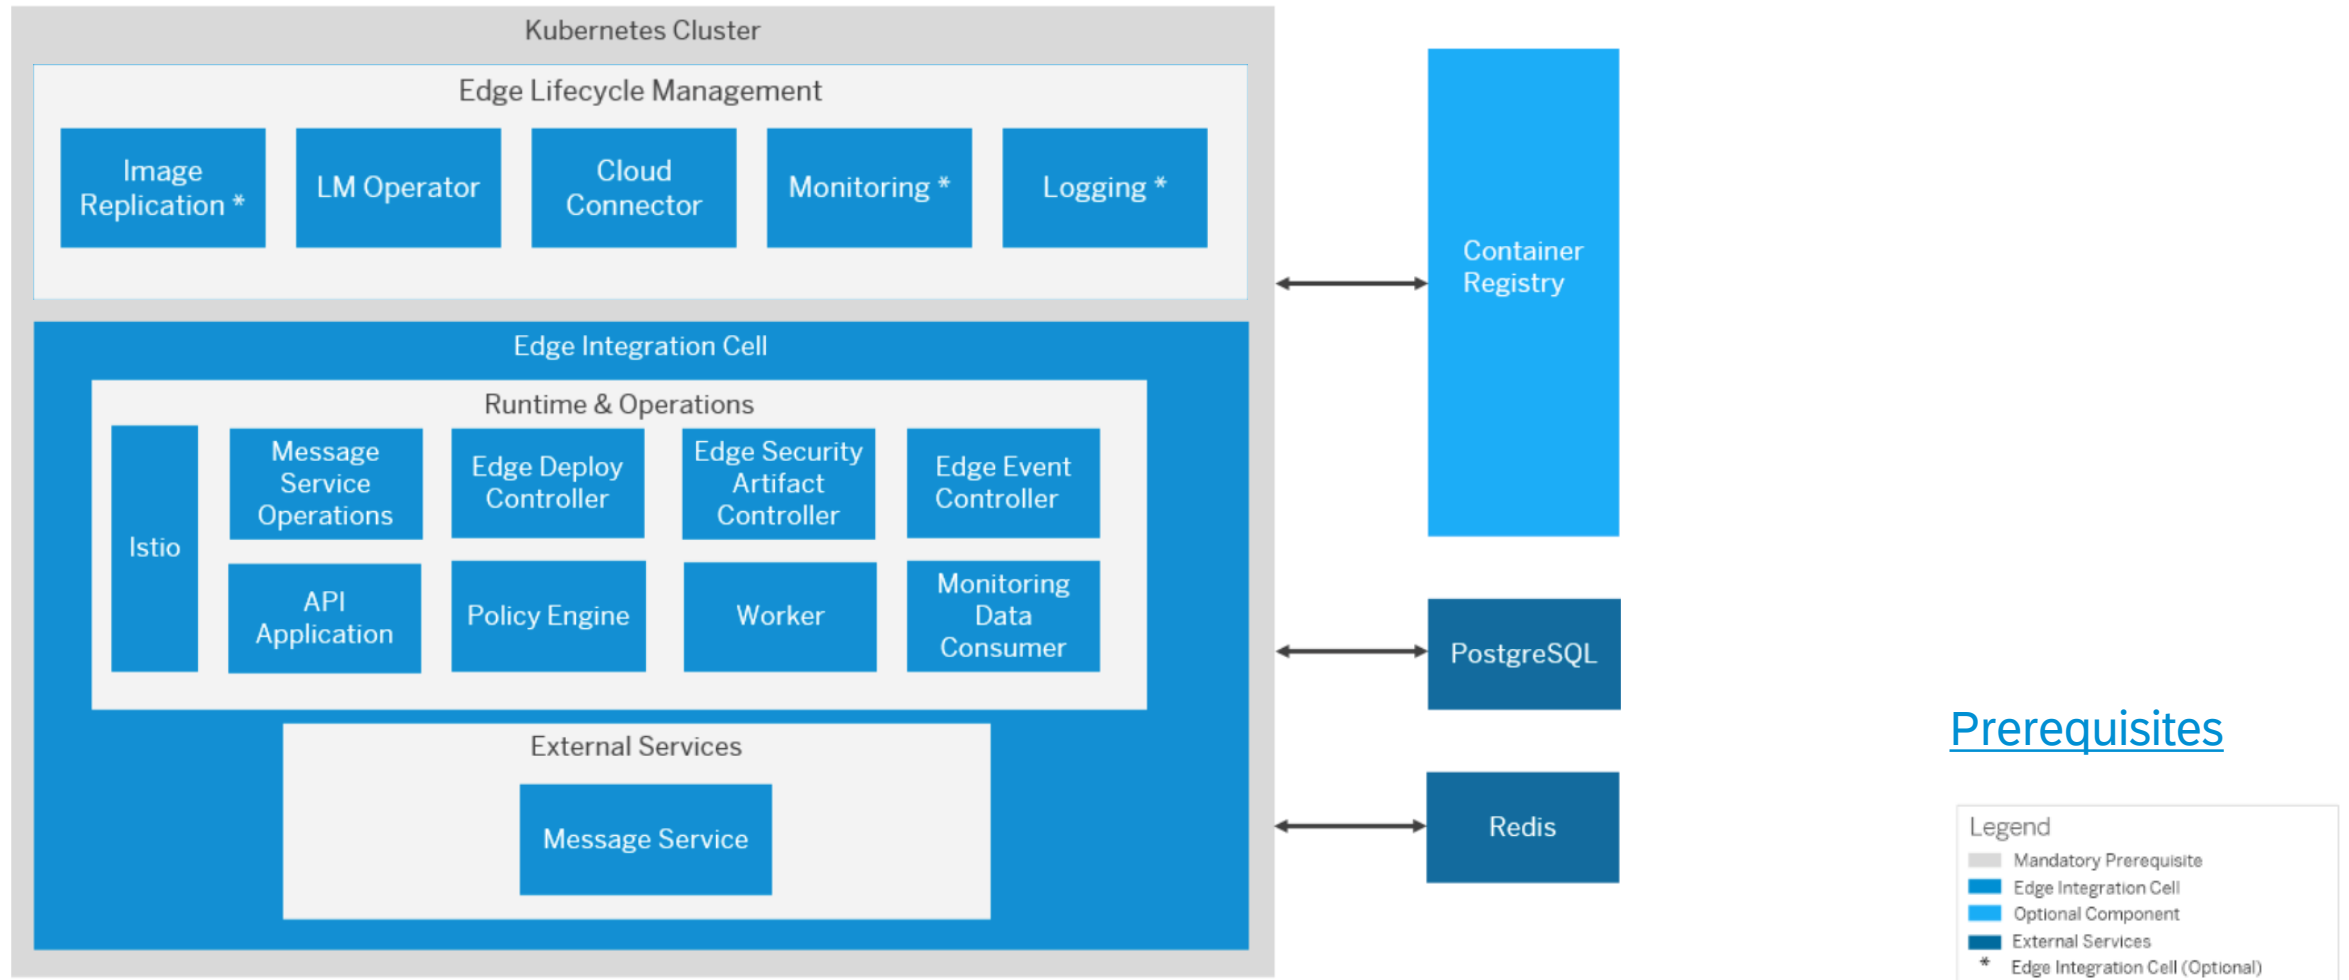 Kubernetes Cluster
Edge Lifecycle Management
Image
Replication *
LM Operator
Cloud
Connector
Monitoring *
Logging *
Edge Integration Cell
Runtime & Operations
Istio
Message
Service
Operations
Edge Deploy
Controller
Edge Security
Artifact
Controller
Edge Event
Controller
API
Application
Policy Engine
Worker
Monitoring
Data
Consumer
External Services
Message Service
Container
Registry
PostgreSQL
Redis
Prerequisites
Legend
Mandatory Prerequisite
Edge Integration Cell
Optional Component
External Services
* Edge Integration Cell (Optional)